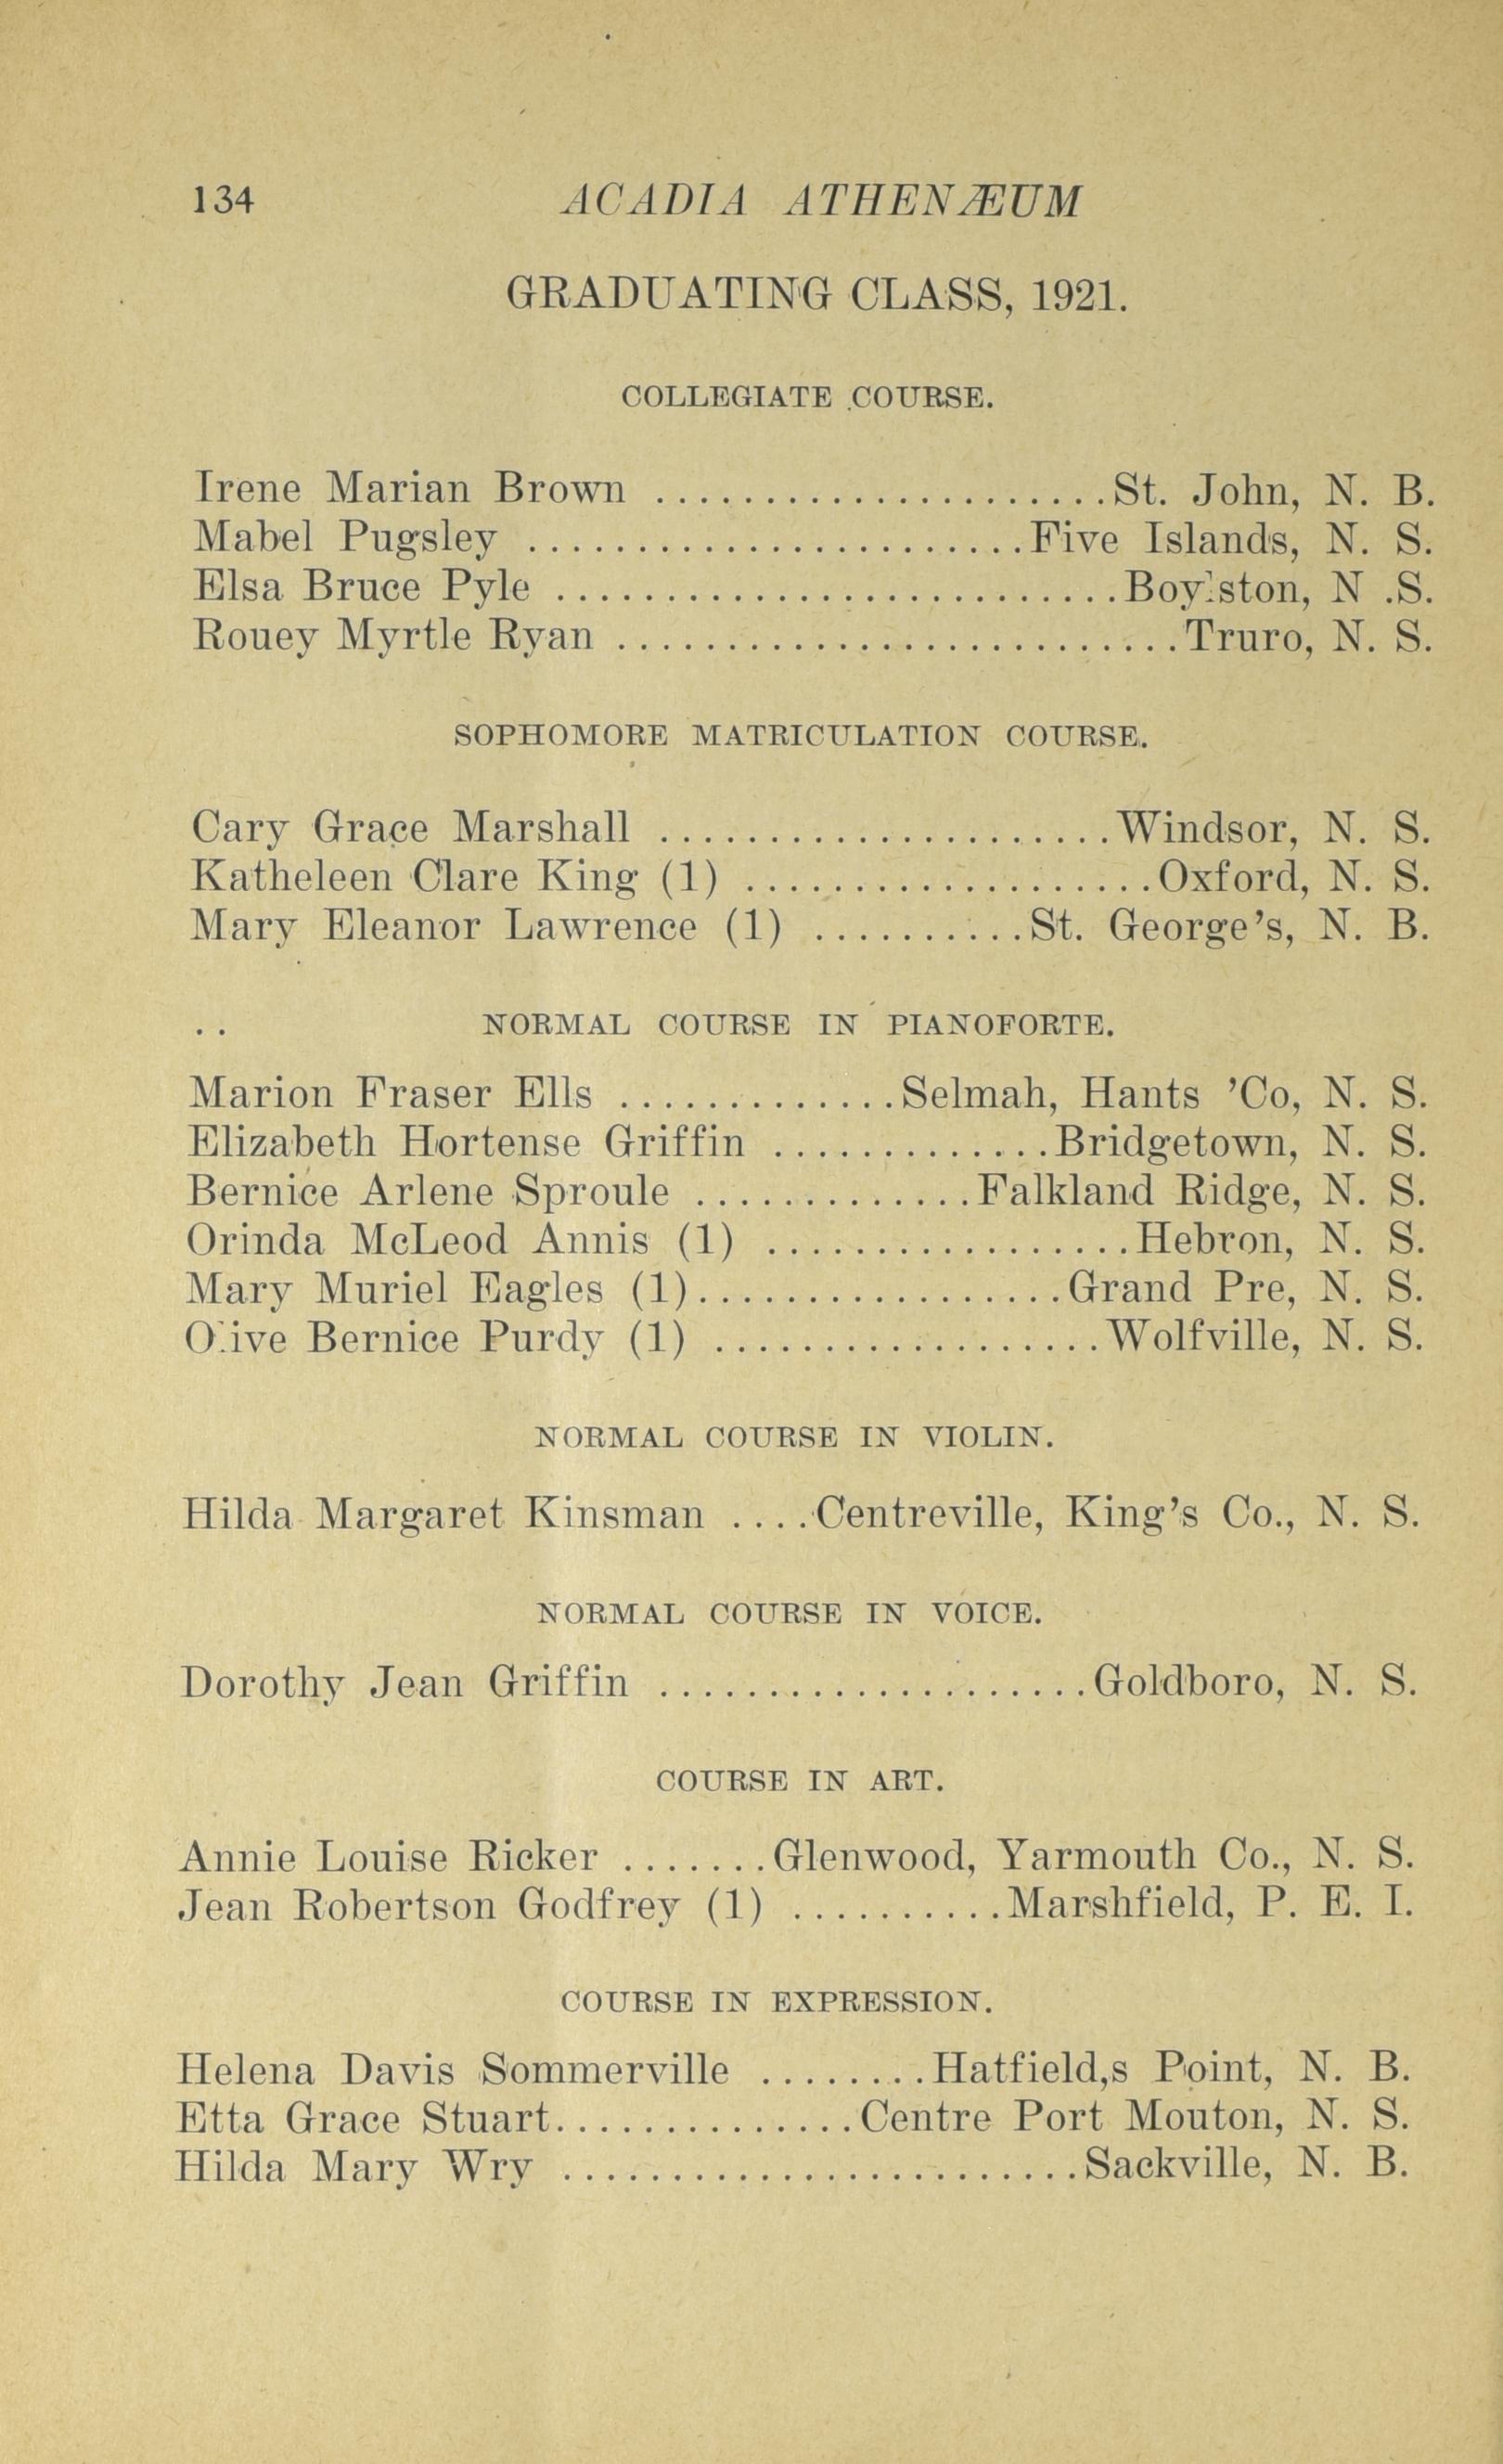 134 ACADIA ATHENÆUM
GRADUATING CLASS, 1921.
COLLEGIATE COURSE.
Irene Marian Brown ......................St. John, N. B.
Mabel Pugsley ........................Five Islands, N. S.
Elsa Bruce Pyle ...........................Boylston, N .S.
Rouey Myrtle Ryan ...........................Truro, N. S.
SOPHOMORE MATRICULATION COURSE.
Cary Grace Marshall ......................Windsor, N. S.
Katheleen Clare King (1) ....................Oxford, N. S.
Mary Eleanor Lawrence (1) ..........St. George's, N. B.
. . NORMAL COURSE IN PIANOFORTE.
Marion Fraser Ells .............Selmah, Hants 'Co, N. S.
Elizabeth Hortense Griffin .............Bridgetown, N. S.
Bernice Arlene Sproule .............Falkland Ridge, N. S.
Orinda McLeod Annis (1) .................Hebron, N. S.
Mary Muriel Eagles (1).................Grand Pre, N. S.
Olive Bernice Purdy (1) ..................Wolfville, N. S.
NORMAL COURSE IN VIOLIN.
Hilda Margaret Kinsman ....Centreville, King's Co., N. S.
NORMAL COURSE IN VOICE.
Dorothy Jean Griffin ....................Goldboro, N. S.
COURSE IN ART.
Annie Louise Ricker .......Glenwood, Yarmouth Co., N. S.
Jean Robertson Godfrey (1) ..........Marshfield, P. E. I.
COURSE IN EXPRESSION.
Helena Davis Sommerville ........Hatfield,s Point, N. B.
Etta Grace Stuart..............Centre Port Mouton, N. S.
Hilda Mary Wry ........................Sackville, N. B.